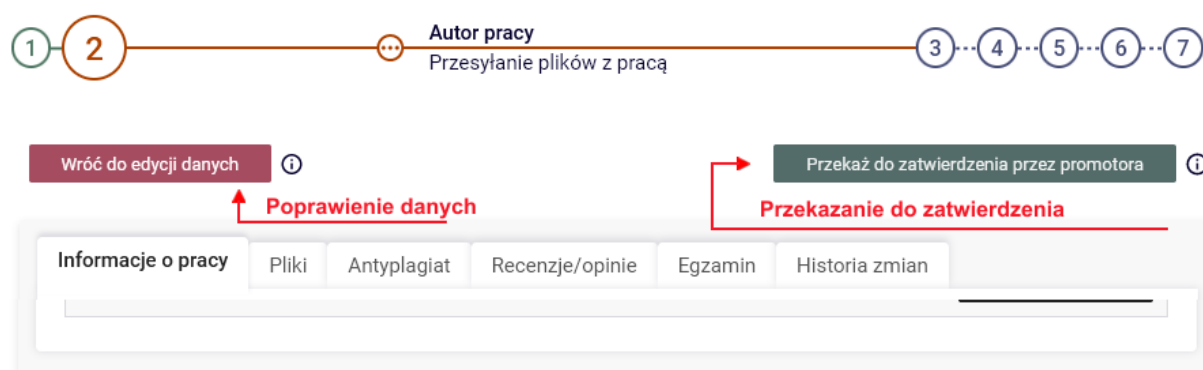 1 2 Autor pracy 3 4 5 6 7
Przesyłanie plików z pracą
Wróć do edycji danych Przekaż do zatwierdzenia przez promotora
Poprawienie danych Przekazanie do zatwierdzenia
Informacje o pracy Pliki Antyplagiat Recenzje/opinie Egzamin Historia zmian